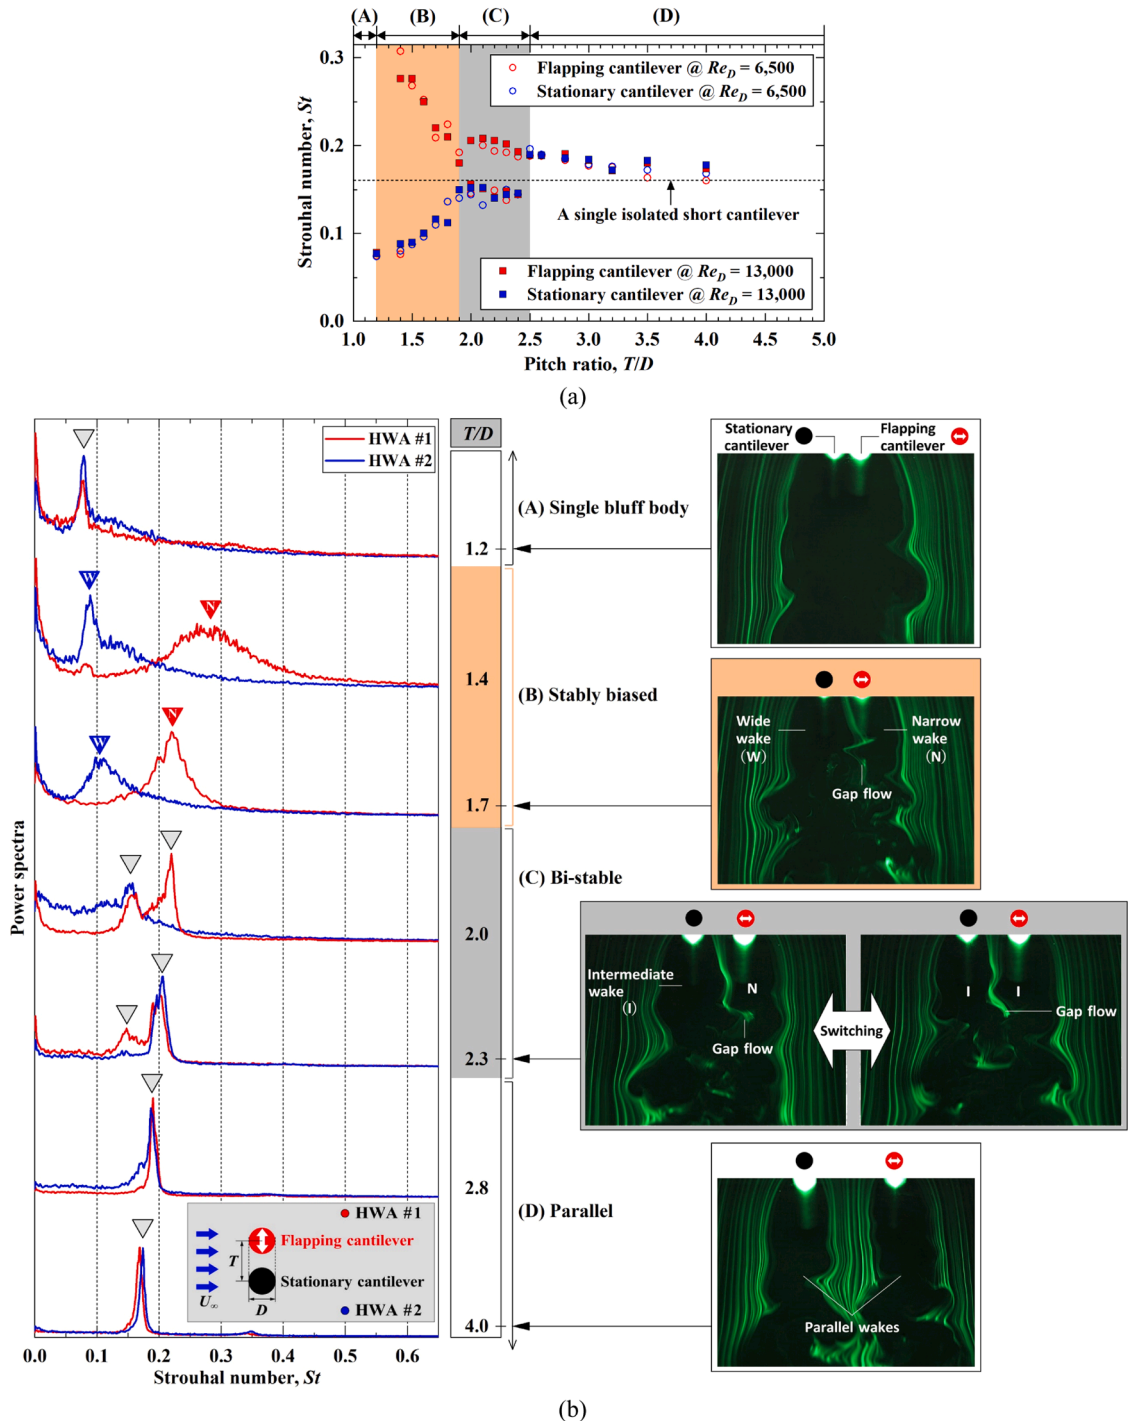 (A) (B) (C) (D)
0.3
0.2
0.1
0.0
Strouhal number, St
Flapping cantilever @ ReD = 6,500
Stationary cantilever @ ReD = 6,500
A single isolated short cantilever
Flapping cantilever @ ReD = 13,000
Stationary cantilever @ ReD = 13,000
1.0 1.5 2.0 2.5 3.0 3.5 4.0 4.5 5.0
Pitch ratio, T/D
(a)
HWA #1
HWA #2
W
N
W
N
Power spectra
HWA #1
Flapping cantilever
T
Stationary cantilever
U∞
D
HWA #2
0.0 0.1 0.2 0.3 0.4 0.5 0.6
Strouhal number, St
T/D
1.2
1.4
1.7
2.0
2.3
2.8
4.0
(A) Single bluff body
(B) Stably biased
(C) Bi-stable
(D) Parallel
Stationary
cantilever
Flapping
cantilever
Wide
wake
(W)
Narrow
wake
(N)
Gap flow
Intermediate
wake
(I)
N
Gap flow
Switching
I I
Gap flow
Parallel wakes
(b)